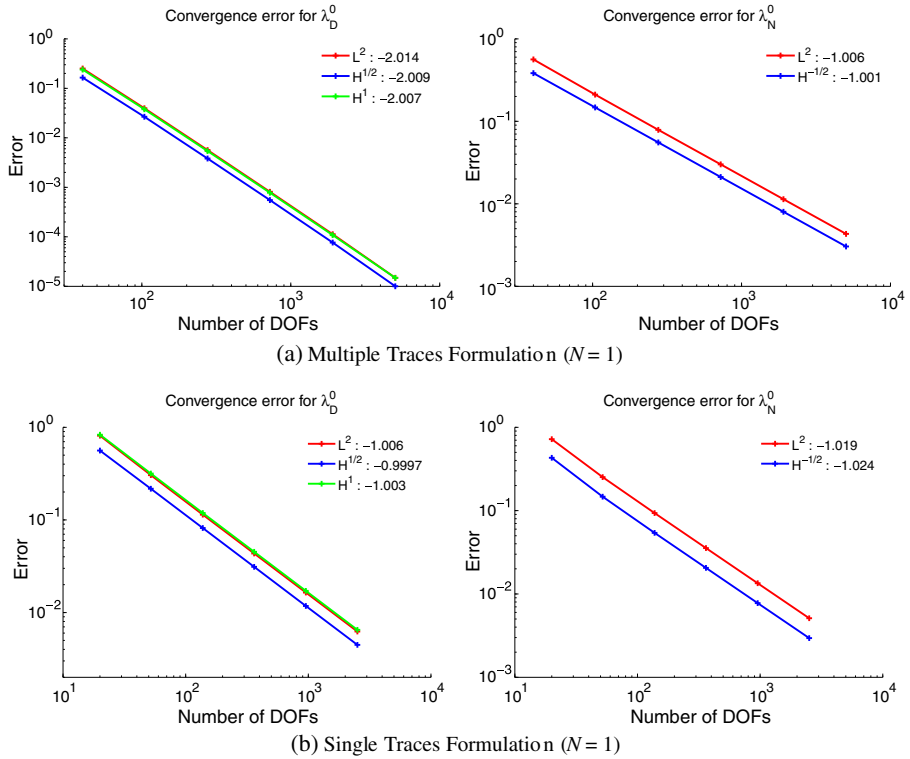 (a)
Convergence error for λ_D^0
10^0
10^-1
10^-2
10^-3
10^-4
10^-5
Error
L^2 : −2.014
H^1/2 : −2.009
H^1 : −2.007
10^2
10^3
10^4
Number of DOFs
Convergence error for λ_N^0
10^0
10^-1
10^-2
10^-3
Error
L^2 : −1.006
H^−1/2 : −1.001
10^2
10^3
10^4
Number of DOFs
(a) Multiple Traces Formulation (N = 1)
Convergence error for λ_D^0
10^0
10^-1
10^-2
Error
L^2 : −1.006
H^1/2 : −0.9997
H^1 : −1.003
10^1
10^2
10^3
10^4
Number of DOFs
Convergence error for λ_N^0
10^0
10^-1
10^-2
10^-3
Error
L^2 : −1.019
H^−1/2 : −1.024
10^1
10^2
10^3
10^4
Number of DOFs
(b) Single Traces Formulation (N = 1)